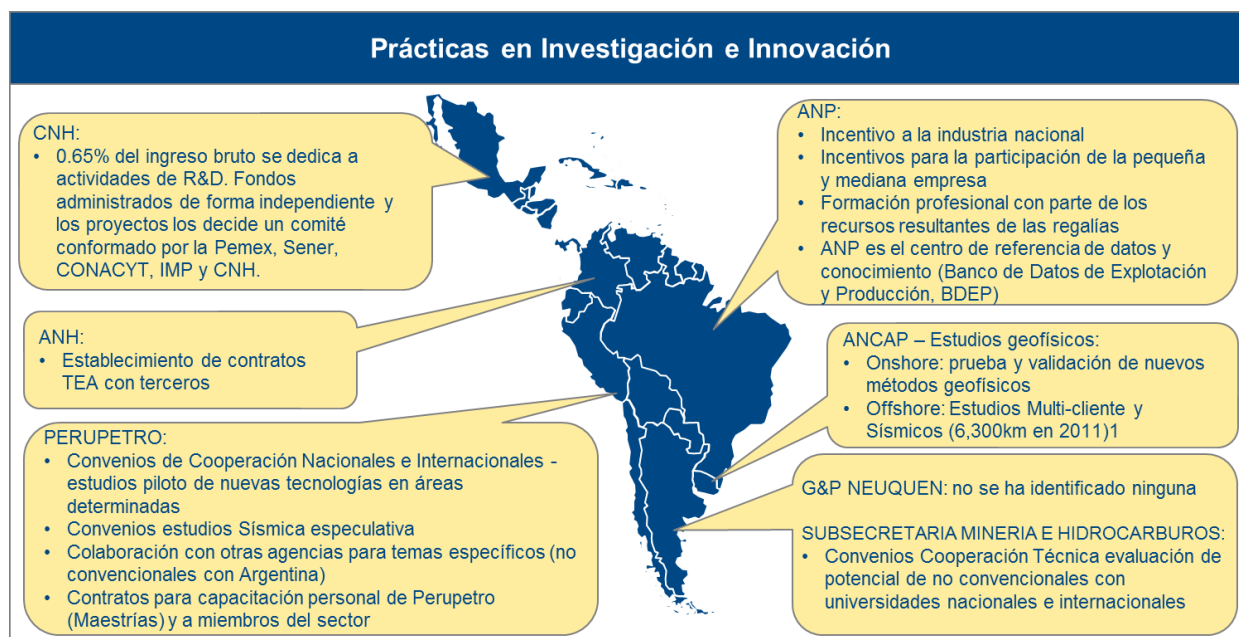 Prácticas en Investigación e Innovación
CNH:
• 0.65% del ingreso bruto se dedica a
actividades de R&D. Fondos
administrados de forma independiente y
los proyectos los decide un comité
conformado por la Pemex, Sener,
CONACYT, IMP y CNH.
ANH:
• Establecimiento de contratos
TEA con terceros
PERUPETRO:
• Convenios de Cooperación Nacionales e Internacionales -
estudios piloto de nuevas tecnologías en áreas
determinadas
• Convenios estudios Sísmica especulativa
• Colaboración con otras agencias para temas específicos (no
convencionales con Argentina)
• Contratos para capacitación personal de Perupetro
(Maestrías) y a miembros del sector
ANP:
• Incentivo a la industria nacional
• Incentivos para la participación de la pequeña
y mediana empresa
• Formación profesional con parte de los
recursos resultantes de las regalías
• ANP es el centro de referencia de datos y
conocimiento (Banco de Datos de Explotación
y Producción, BDEP)
ANCAP – Estudios geofísicos:
• Onshore: prueba y validación de nuevos
métodos geofísicos
• Offshore: Estudios Multi-cliente y
Sísmicos (6,300km en 2011)1
G&P NEUQUEN: no se ha identificado ninguna
SUBSECRETARIA MINERIA E HIDROCARBUROS:
• Convenios Cooperación Técnica evaluación de
potencial de no convencionales con
universidades nacionales e internacionales